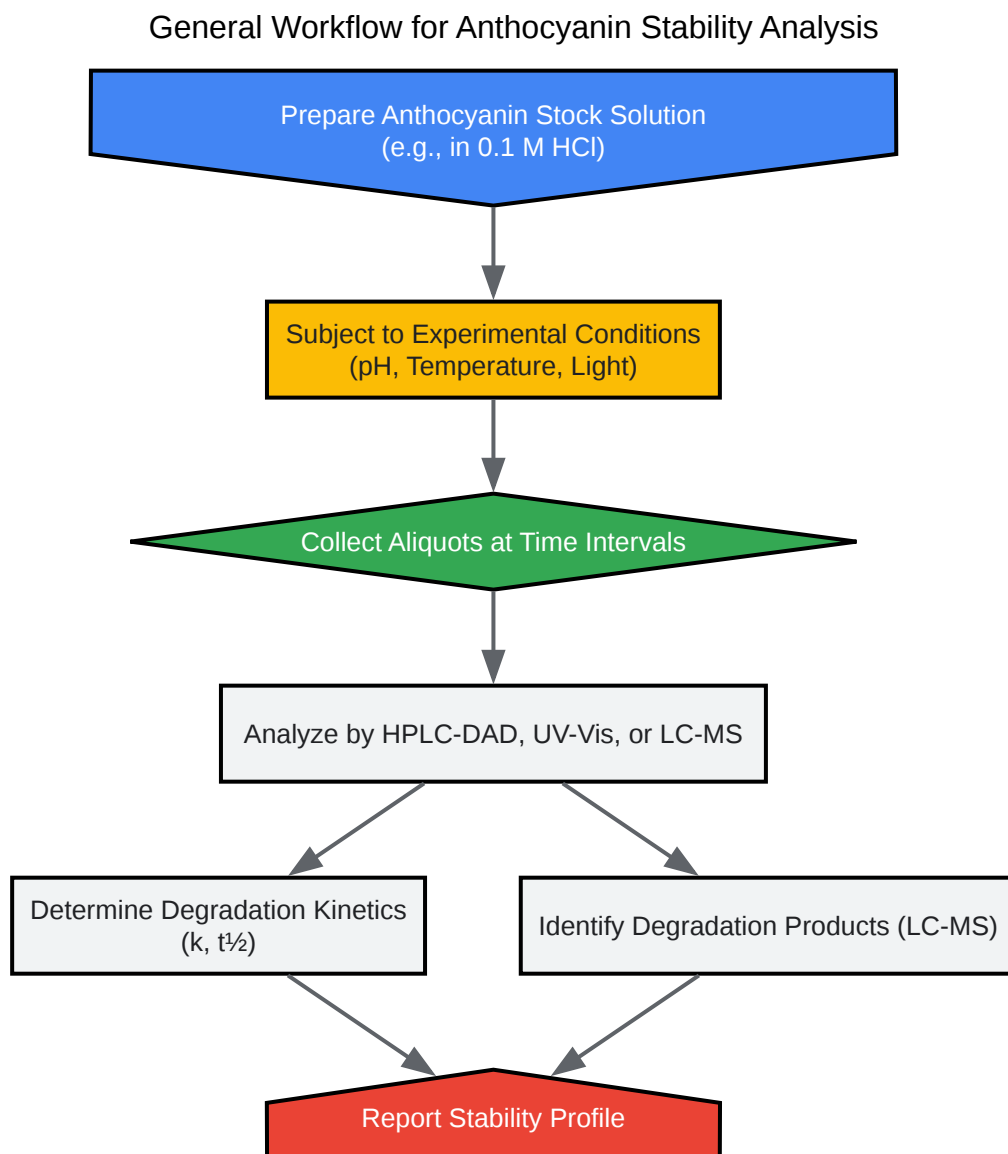 General Workflow for Anthocyanin Stability Analysis
Prepare Anthocyanin Stock Solution
(e.g., in 0.1 M HCl)
Subject to Experimental Conditions
(pH, Temperature, Light)
Collect Aliquots at Time Intervals
Analyze by HPLC-DAD, UV-Vis, or LC-MS
Determine Degradation Kinetics
(k, t½)
Identify Degradation Products (LC-MS)
Report Stability Profile